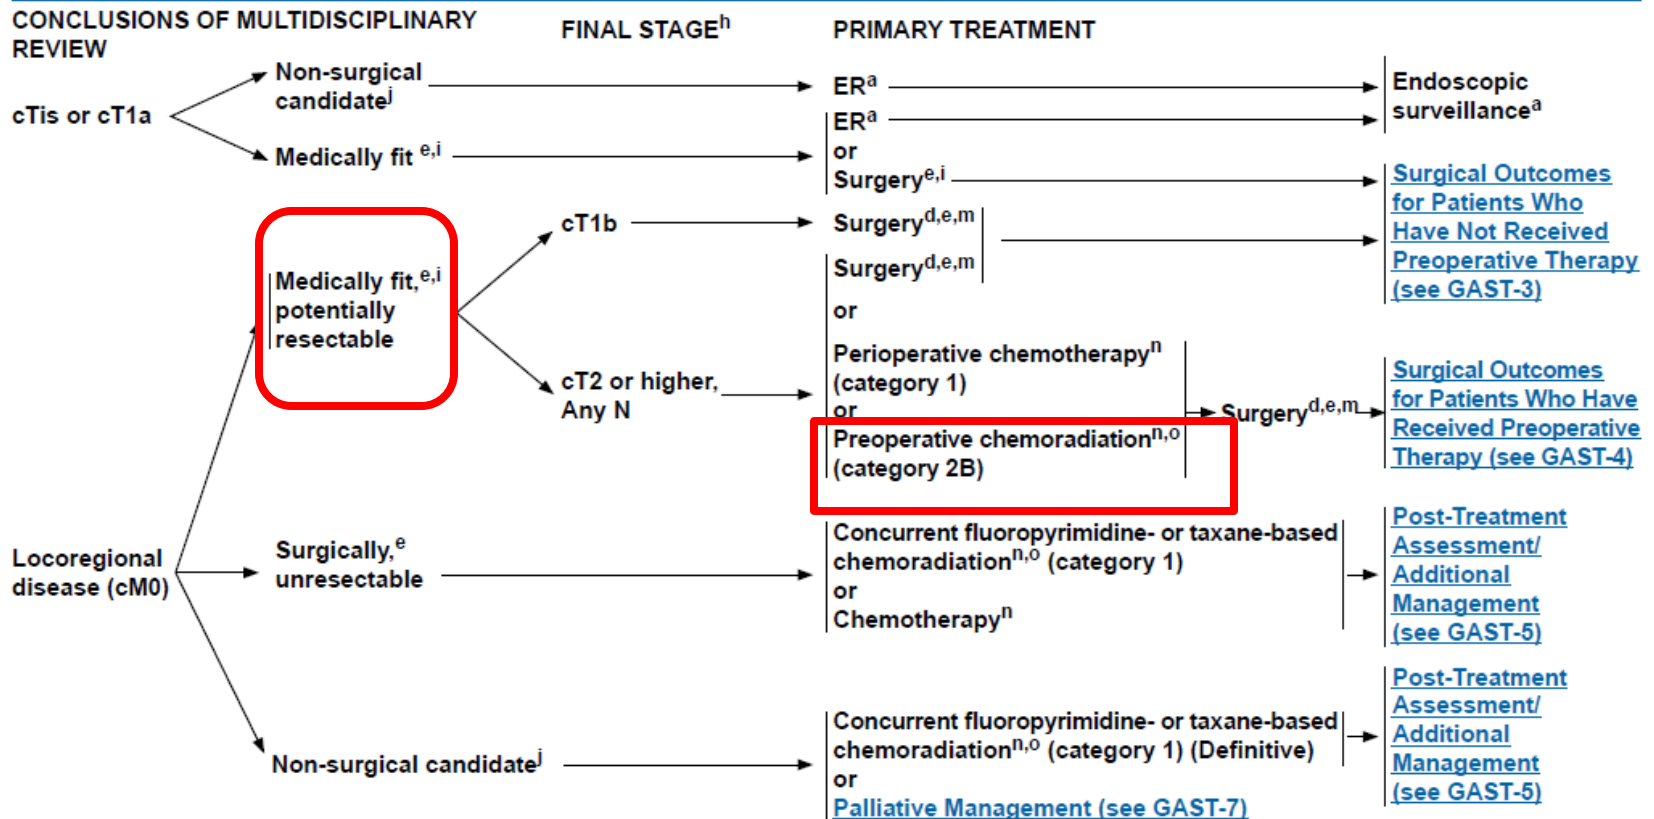 CONCLUSIONS OF MULTIDISCIPLINARY
REVIEW
FINAL STAGEh
PRIMARY TREATMENT
cTis or cT1a
Non-surgical
candidatej
ERa
Endoscopic
surveillancea
Medically fit e,i
ERa
or
Surgerye,i
Surgical Outcomes
for Patients Who
Have Not Received
Preoperative Therapy
(see GAST-3)
Locoregional
disease (cM0)
Medically fit,e,i
potentially
resectable
cT1b
Surgeryd,e,m
cT2 or higher,
Any N
Surgeryd,e,m
or
Perioperative chemotherapyn
(category 1)
or
Preoperative chemoradiationn,o
(category 2B)
Surgeryd,e,m
Surgical Outcomes
for Patients Who Have
Received Preoperative
Therapy (see GAST-4)
Surgically,e
unresectable
Concurrent fluoropyrimidine- or taxane-based
chemoradiationn,o (category 1)
or
Chemotherapyn
Post-Treatment
Assessment/
Additional
Management
(see GAST-5)
Non-surgical candidatej
Concurrent fluoropyrimidine- or taxane-based
chemoradiationn,o (category 1) (Definitive)
or
Palliative Management (see GAST-7)
Post-Treatment
Assessment/
Additional
Management
(see GAST-5)